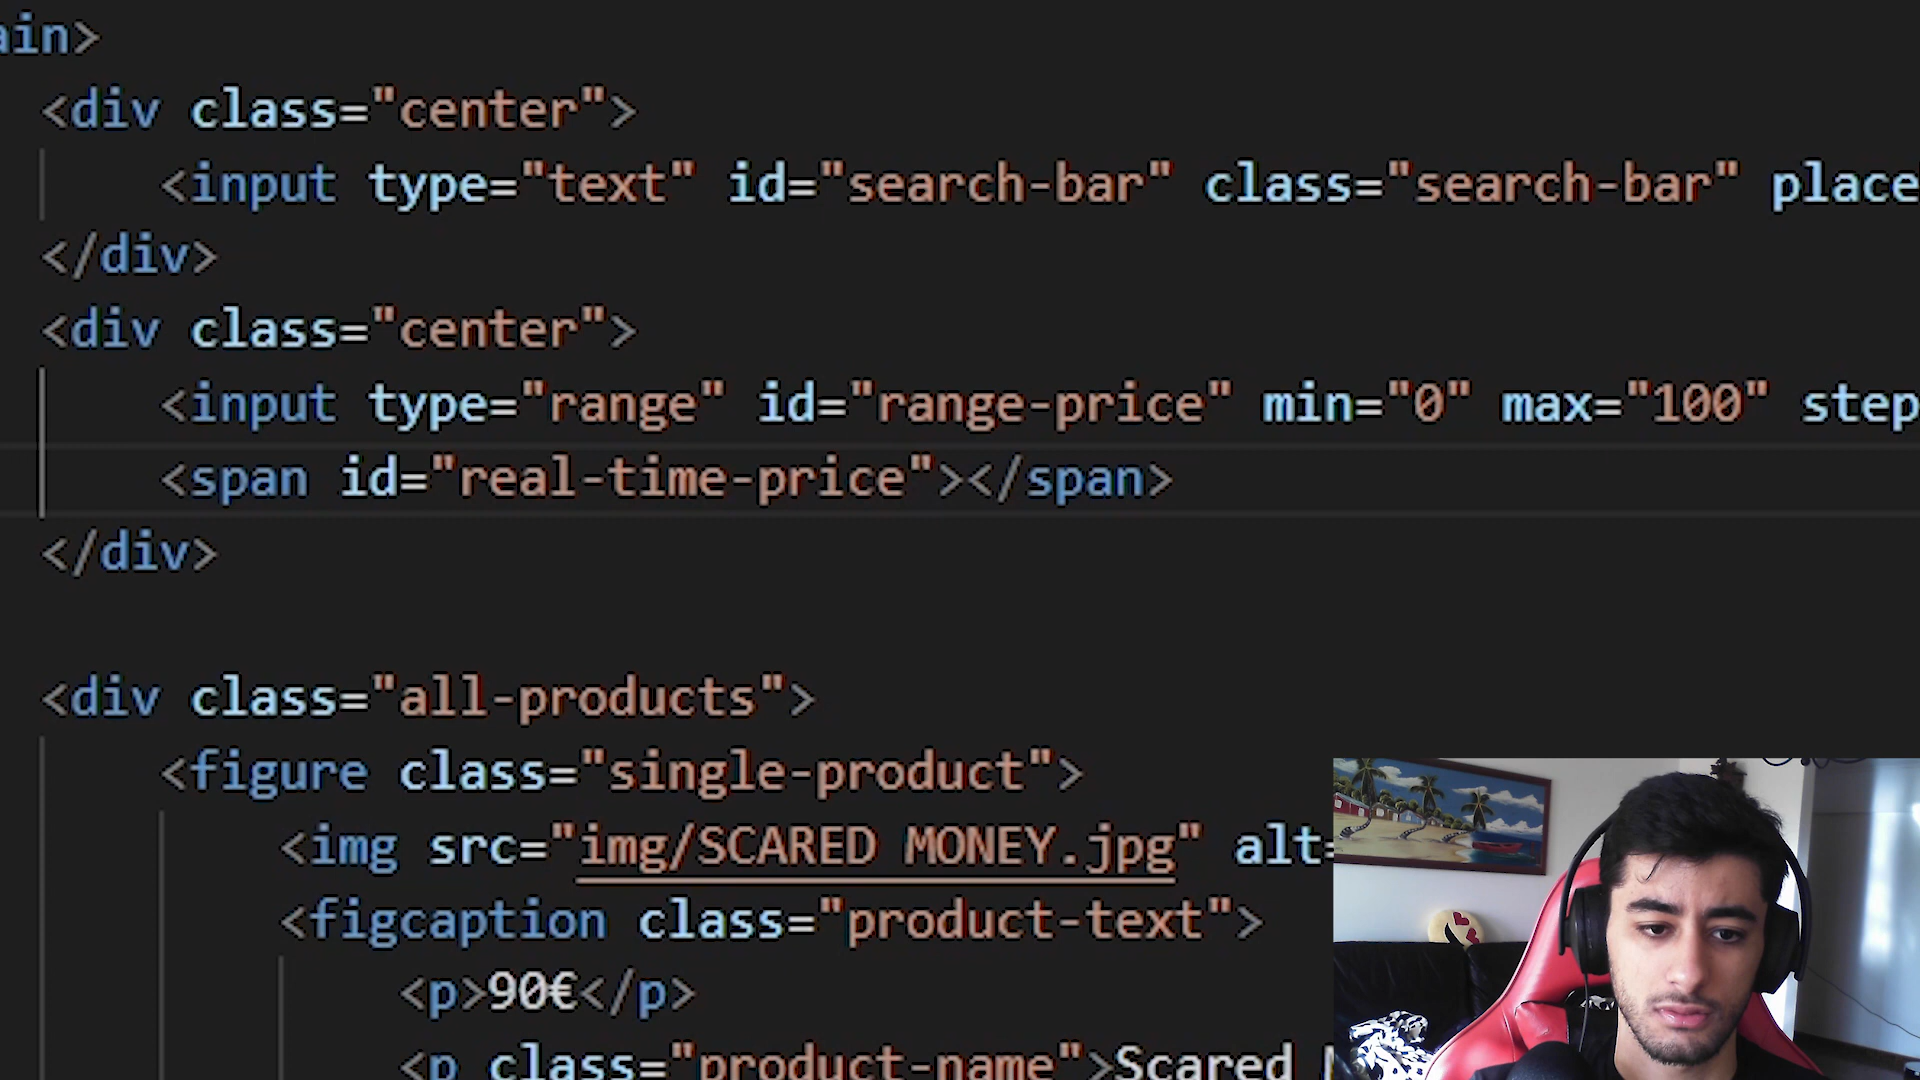 ain>
<div class="center">
<input type="text" id="search-bar" class="search-bar" place
</div>
<div class="center">
<input type="range" id="range-price" min="0" max="100" step
<span id="real-time-price"></span>
</div>
<div class="all-products">
<figure class="single-product">
<img src="img/SCARED MONEY.jpg" alt=
<figcaption class="product-text">
<p>90€</p>
<p class="product-name">Scared